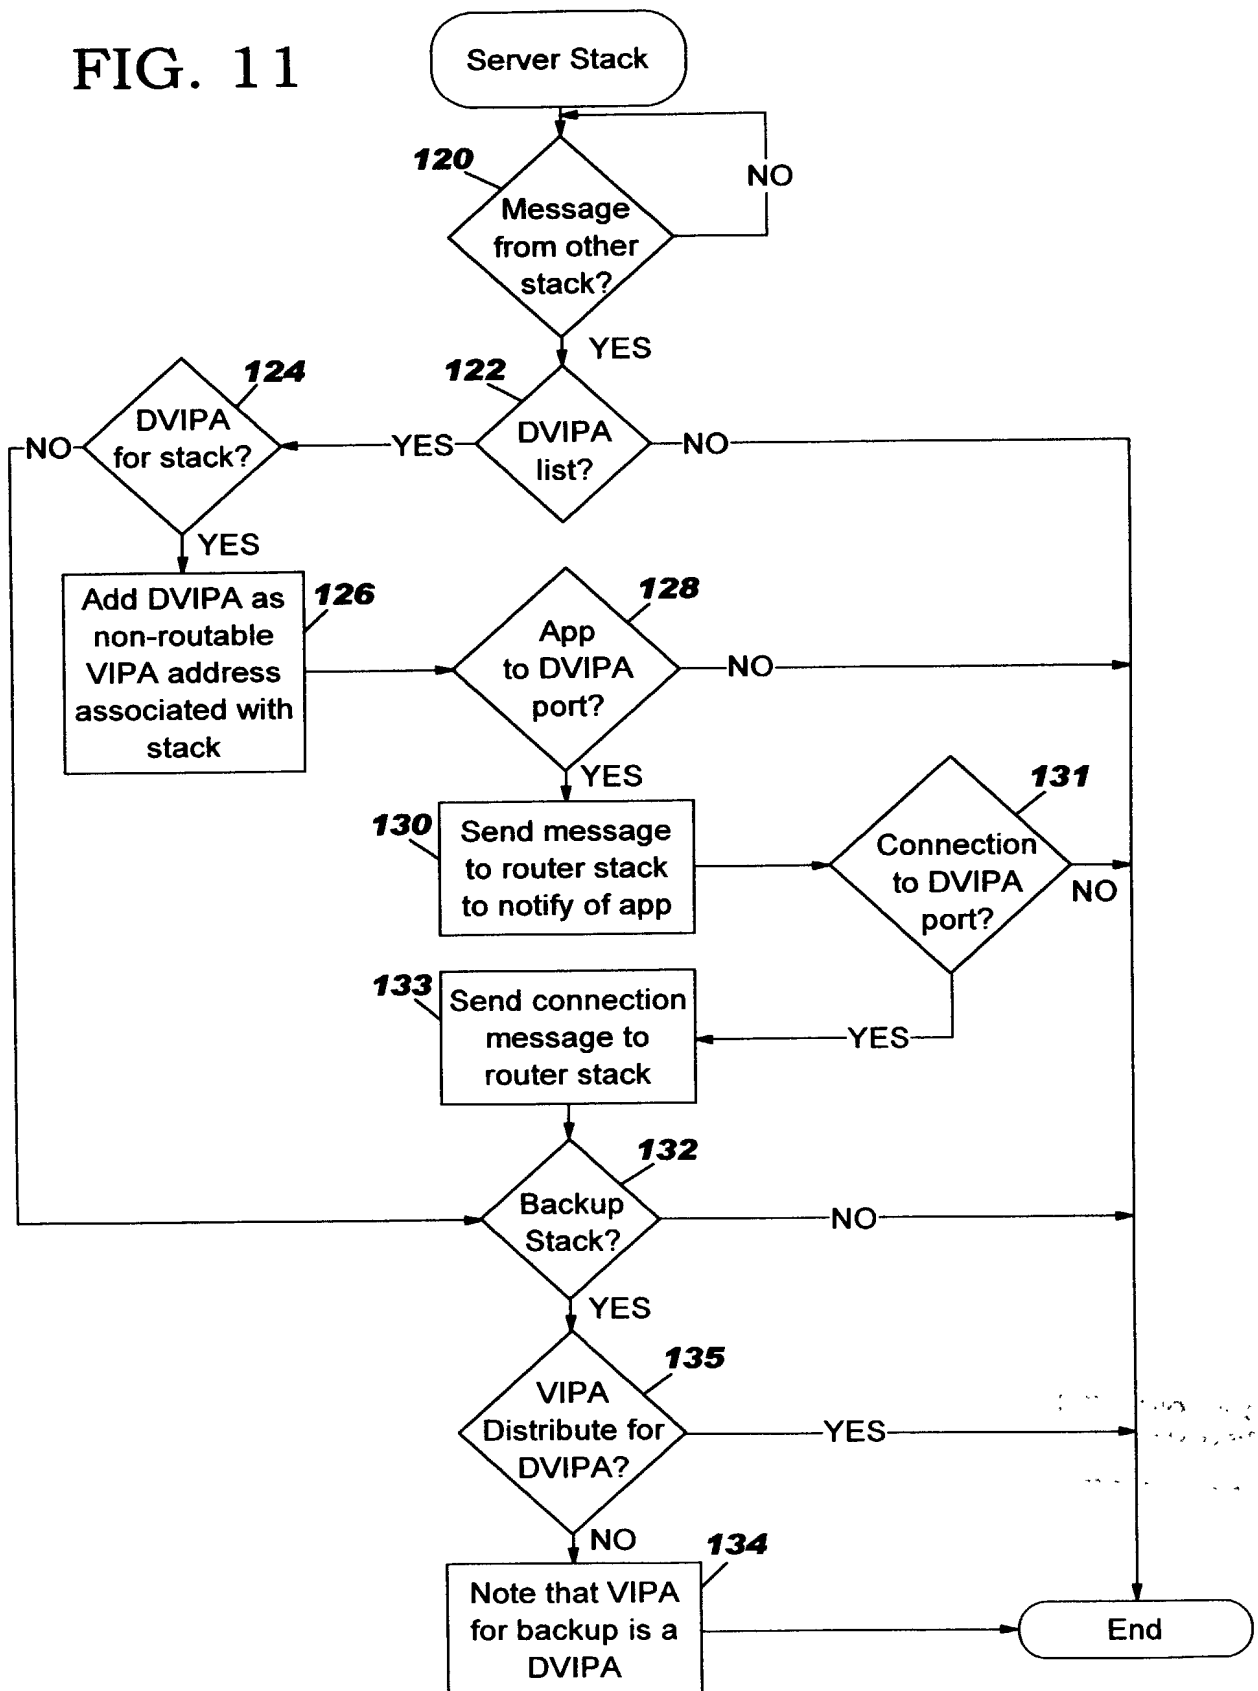 FIG. 11
Server Stack
120
NO
Message
from other
stack?
YES
124
122
DVIPA
for stack?
NO
YES
DVIPA
list?
NO
YES
Add DVIPA as
non-routable
VIPA address
associated with
stack
126
128
App
to DVIPA
port?
NO
YES
131
130
Send message
to router stack
to notify of app
Connection
to DVIPA
port?
NO
133
Send connection
message to
router stack
YES
132
Backup
Stack?
NO
YES
135
VIPA
Distribute for
DVIPA?
YES
NO
134
Note that VIPA
for backup is a
DVIPA
End